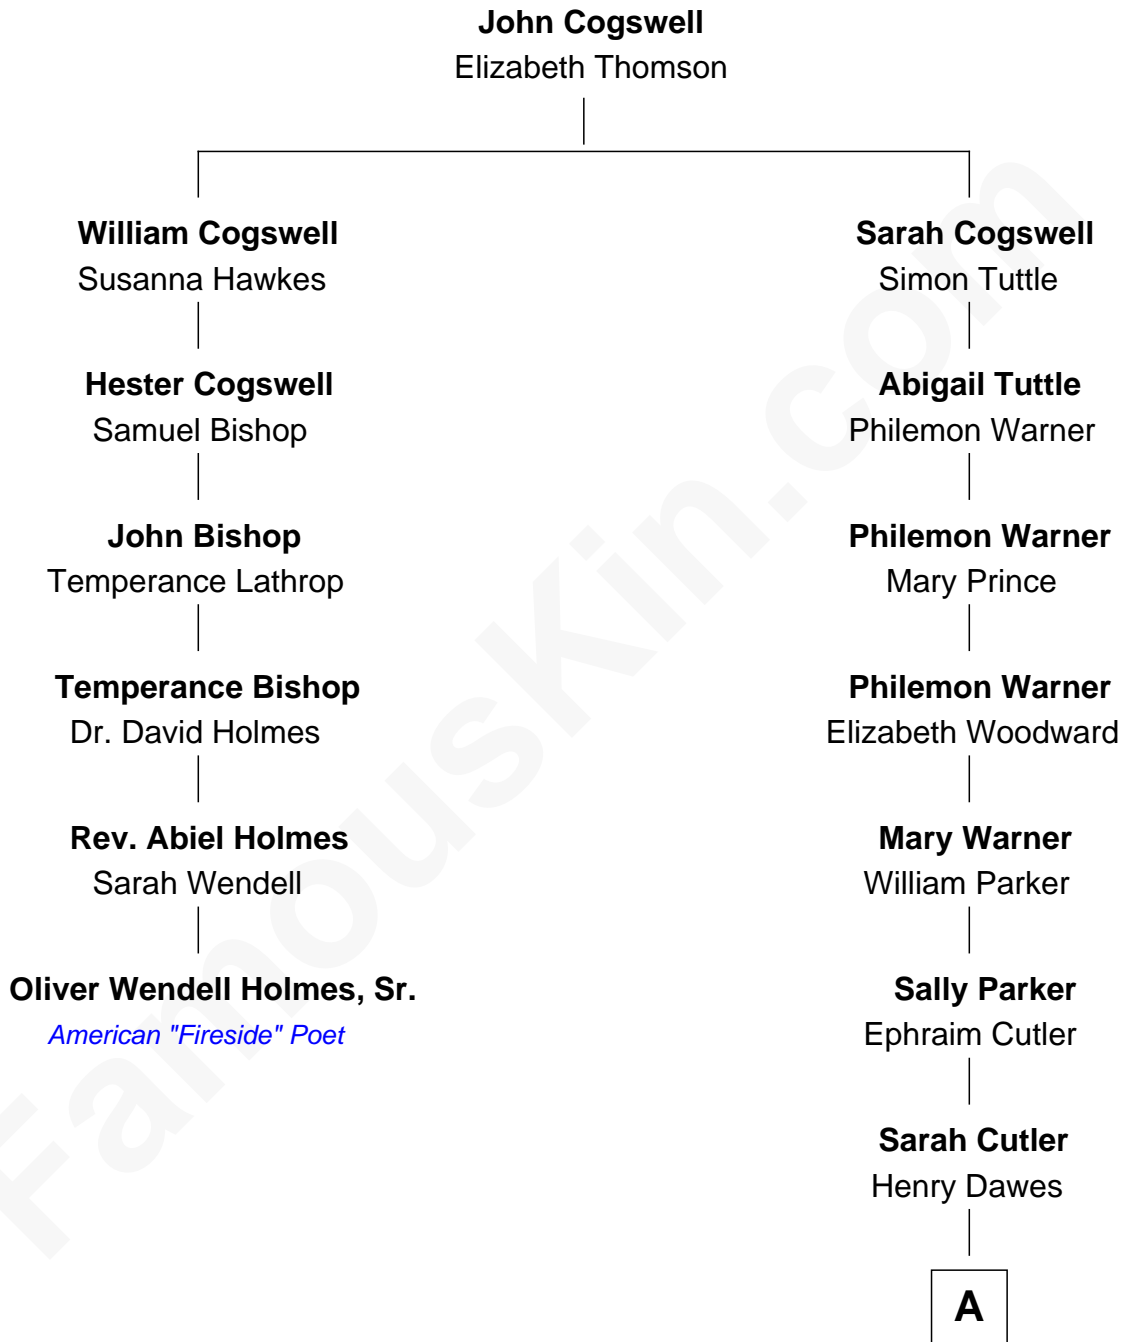 John Cogswell
Elizabeth Thomson
William Cogswell
Susanna Hawkes
Hester Cogswell
Samuel Bishop
John Bishop
Temperance Lathrop
Temperance Bishop
Dr. David Holmes
Rev. Abiel Holmes
Sarah Wendell
Oliver Wendell Holmes, Sr.
American "Fireside" Poet
Sarah Cogswell
Simon Tuttle
Abigail Tuttle
Philemon Warner
Philemon Warner
Mary Prince
Philemon Warner
Elizabeth Woodward
Mary Warner
William Parker
Sally Parker
Ephraim Cutler
Sarah Cutler
Henry Dawes
A
FamousKin.com